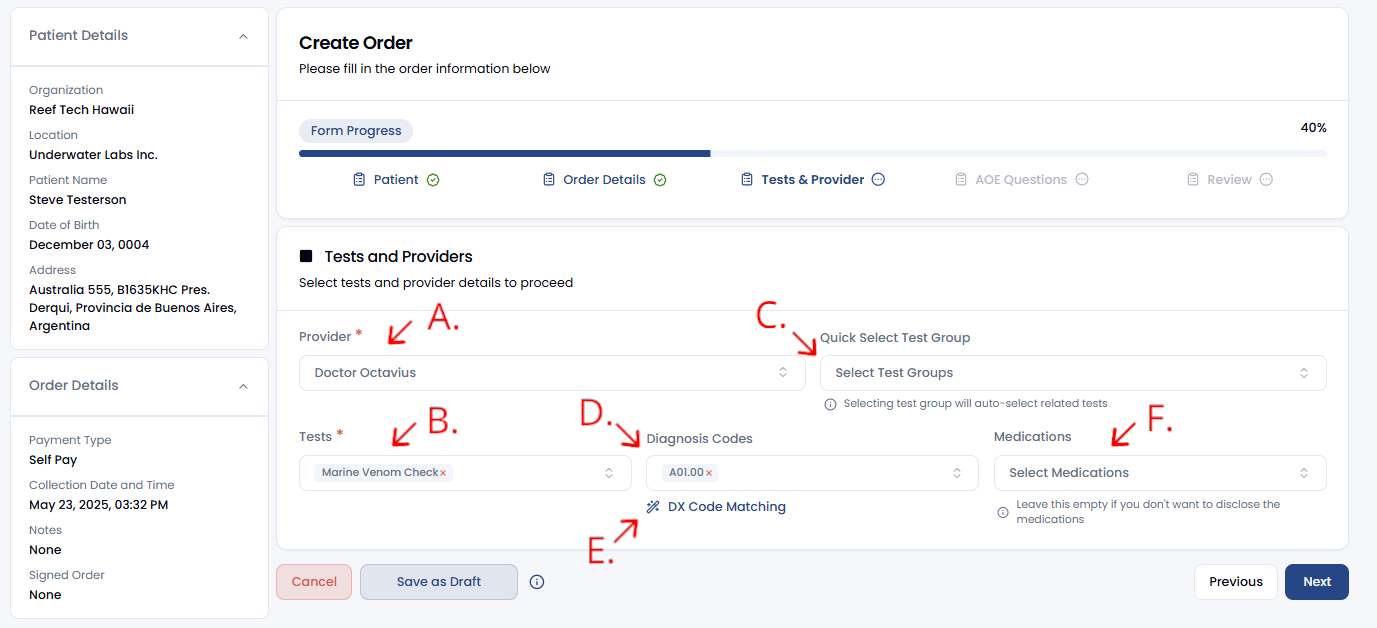 Patient Details
Organization
Reef Tech Hawaii
Location
Underwater Labs Inc.
Patient Name
Steve Testerson
Date of Birth
December 03, 0004
Address
Australia 555, B1635KHC Pres.
Derqui, Provincia de Buenos Aires,
Argentina
Order Details
Payment Type
Self Pay
Collection Date and Time
May 23, 2025, 03:32 PM
Notes
None
Signed Order
None
Create Order
Please fill in the order information below
Form Progress
40%
Patient
Order Details
Tests & Provider
AOE Questions
Review
Tests and Providers
Select tests and provider details to proceed
A.
Provider *
Doctor Octavius
C.
Quick Select Test Group
Select Test Groups
Selecting test group will auto-select related tests
B.
Tests *
Marine Venom Check×
D.
Diagnosis Codes
A01.00×
E.
DX Code Matching
F.
Medications
Select Medications
Leave this empty if you don't want to disclose the
medications
Cancel
Save as Draft
Previous
Next